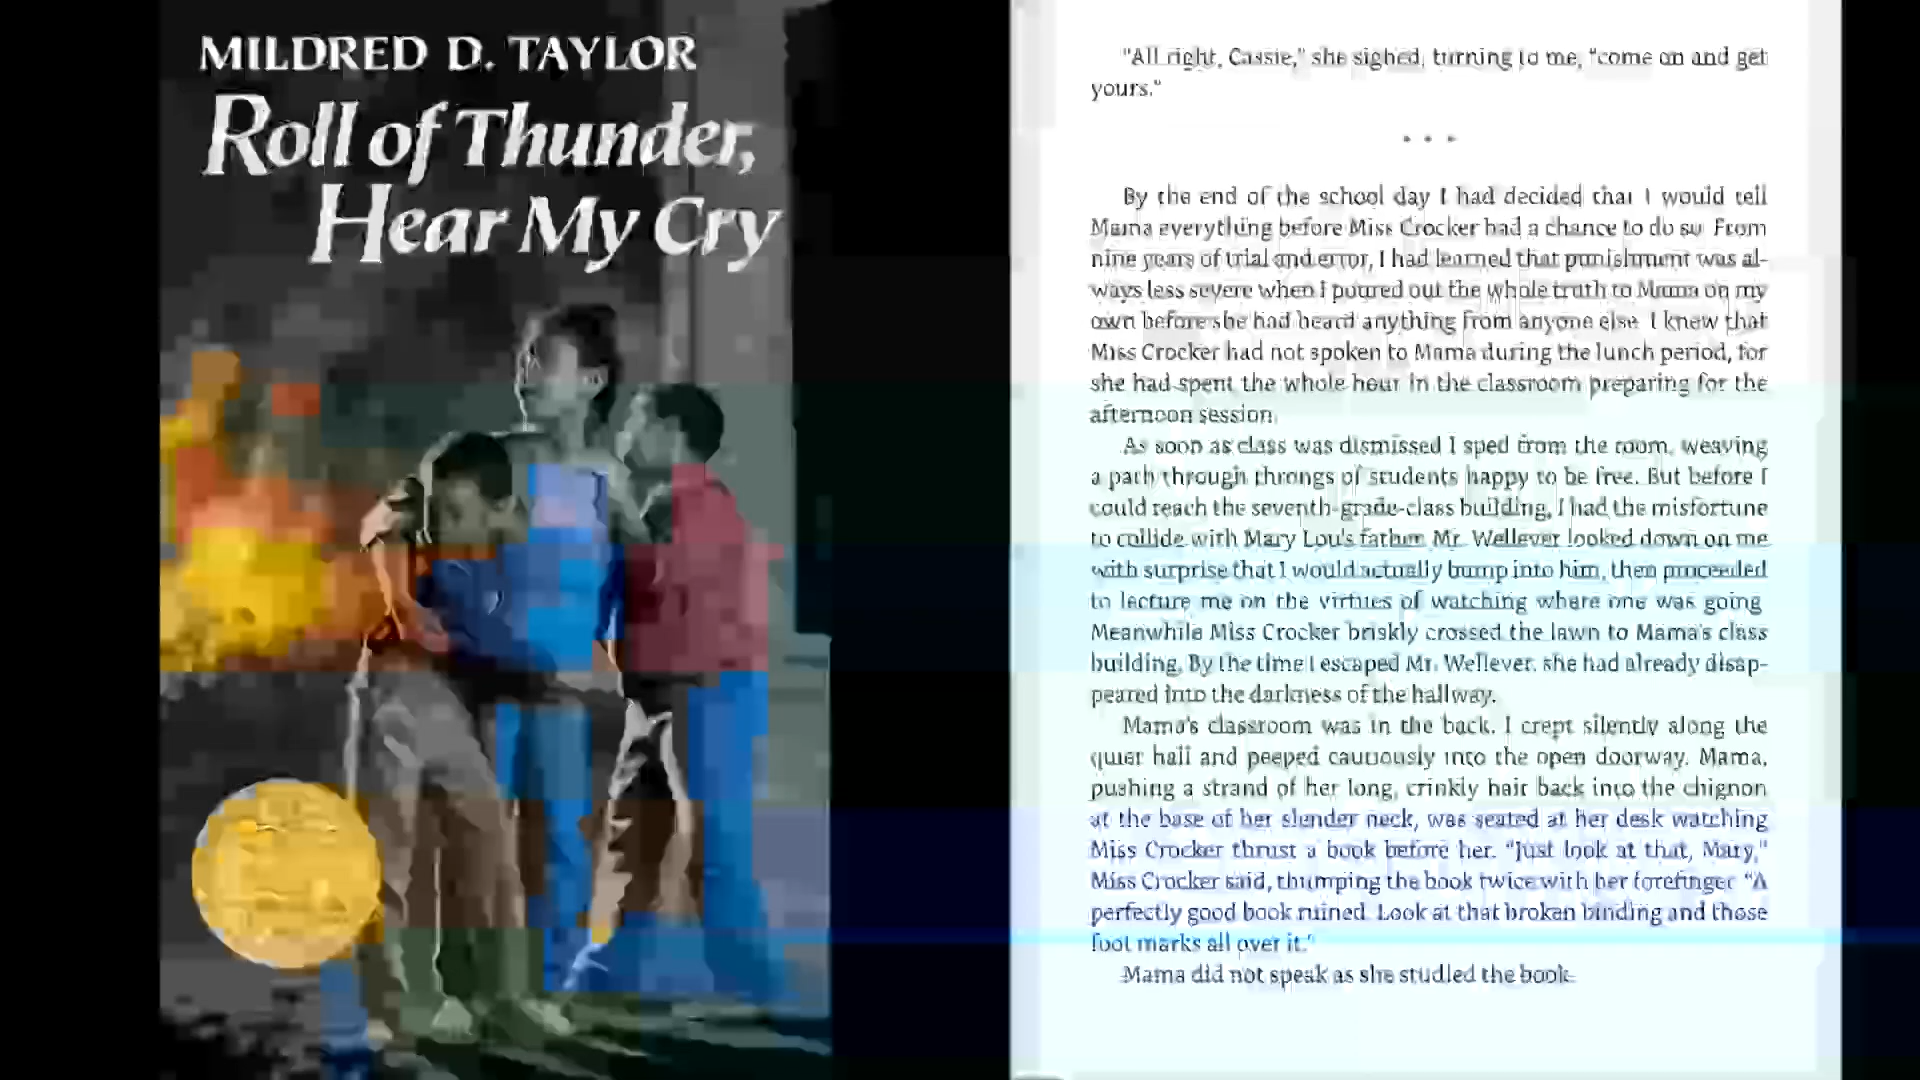 MILDRED D. TAYLOR
Roll of Thunder,
Hear My Cry
"All right, Cassie," she sighed, turning to me, "come on and get
yours."
• • •
By the end of the school day I had decided that I would tell
Mama everything before Miss Crocker had a chance to do so. From
nine years of trial and error, I had learned that punishment was al-
ways less severe when I poured out the whole truth to Mama on my
own before she had heard anything from anyone else. I knew that
Miss Crocker had not spoken to Mama during the lunch period, for
she had spent the whole hour in the classroom preparing for the
afternoon session.
As soon as class was dismissed I sped from the room, weaving
a path through throngs of students happy to be free. But before I
could reach the seventh-grade-class building, I had the misfortune
to collide with Mary Lou's father. Mr. Wellever looked down on me
with surprise that I would actually bump into him, then proceeded
to lecture me on the virtues of watching where one was going.
Meanwhile Miss Crocker briskly crossed the lawn to Mama's class
building. By the time I escaped Mr. Wellever, she had already disap-
peared into the darkness of the hallway.
Mama's classroom was in the back. I crept silently along the
quiet hall and peeped cautiously into the open doorway. Mama,
pushing a strand of her long, crinkly hair back into the chignon
at the base of her slender neck, was seated at her desk watching
Miss Crocker thrust a book before her. "Just look at that, Mary,"
Miss Crocker said, thumping the book twice with her forefinger. "A
perfectly good book ruined. Look at that broken binding and those
foot marks all over it."
Mama did not speak as she studied the book.